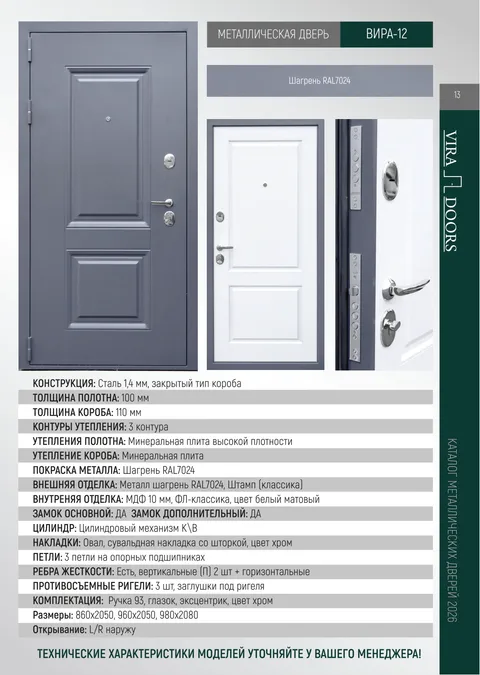 МЕТАЛЛИЧЕСКАЯ ДВЕРЬ ВИРА-12
Шагрень RAL7024
13
VIRA DOORS
КОНСТРУКЦИЯ: Сталь 1,4 мм, закрытый тип короба
ТОЛЩИНА ПОЛОТНА: 100 мм
ТОЛЩИНА КОРОБА: 110 мм
КОНТУРЫ УТЕПЛЕНИЯ: 3 контура
УТЕПЛЕНИЯ ПОЛОТНА: Минеральная плита высокой плотности
УТЕПЛЕНИЕ КОРОБА: Минеральная плита
ПОКРАСКА МЕТАЛЛА: Шагрень RAL7024
ВНЕШНЯЯ ОТДЕЛКА: Металл шагрень RAL7024, Штамп (классика)
ВНУТРЕНЯЯ ОТДЕЛКА: МДФ 10 мм, ФЛ-классика, цвет белый матовый
ЗАМОК ОСНОВНОЙ: ДА ЗАМОК ДОПОЛНИТЕЛЬНЫЙ: ДА
ЦИЛИНДР: Цилиндровый механизм К\В
НАКЛАДКИ: Овал, сувальдная накладка со шторкой, цвет хром
ПЕТЛИ: 3 петли на опорных подшипниках
РЕБРА ЖЕСТКОСТИ: Есть, вертикальные (П) 2 шт + горизонтальные
ПРОТИВОСЪЕМНЫЕ РИГЕЛИ: 3 шт, заглушки под ригеля
КОМПЛЕКТАЦИЯ: Ручка 93, глазок, эксцентрик, цвет хром
Размеры: 860x2050, 960x2050, 980x2080
Открывание: L/R наружу
ТЕХНИЧЕСКИЕ ХАРАКТЕРИСТИКИ МОДЕЛЕЙ УТОЧНЯЙТЕ У ВАШЕГО МЕНЕДЖЕРА!
КАТАЛОГ МЕТАЛЛИЧЕСКИХ ДВЕРЕЙ 2026